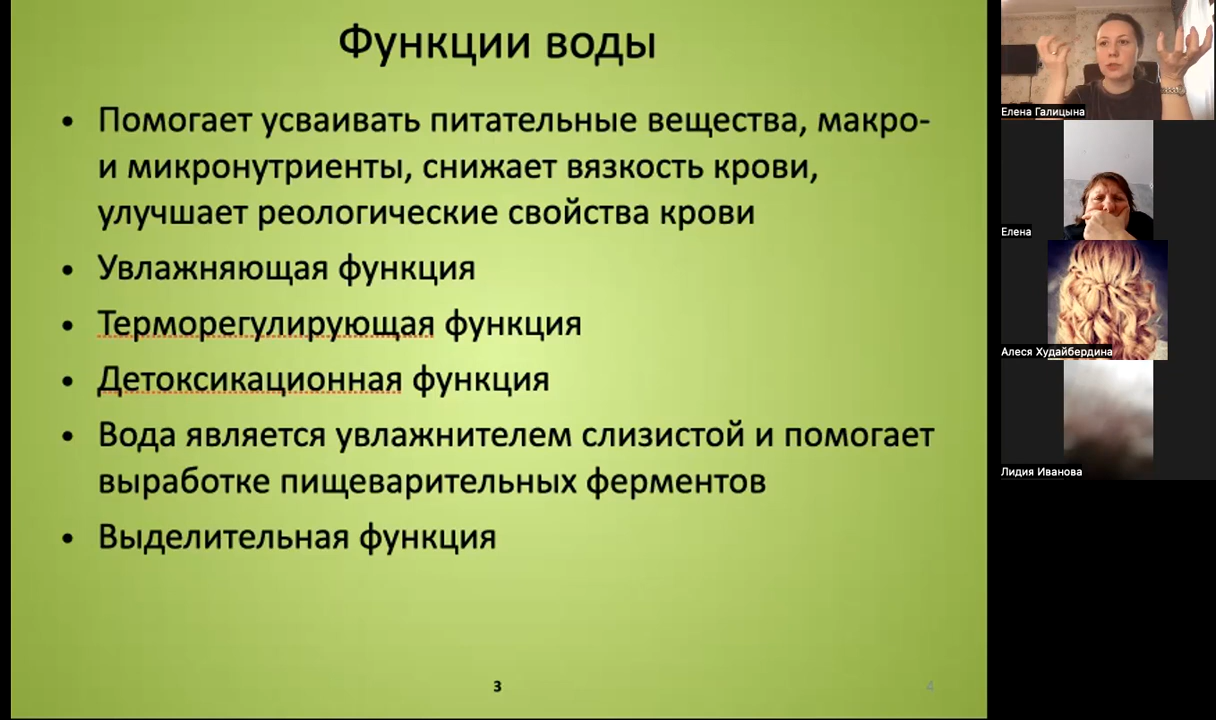 Функции воды
• Помогает усваивать питательные вещества, макро-
и микронутриенты, снижает вязкость крови,
улучшает реологические свойства крови
• Увлажняющая функция
• Терморегулирующая функция
• Детоксикационная функция
• Вода является увлажнителем слизистой и помогает
выработке пищеварительных ферментов
• Выделительная функция
3
4
Елена Галицына
Елена
Алеся Худайбердина
Лидия Иванова